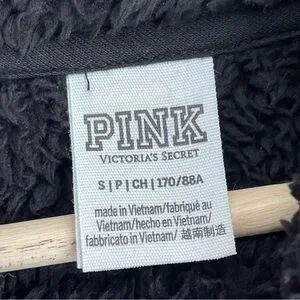 PINK
VICTORIA'S SECRET
S | P | CH | 170/88A
made in Vietnam/fabriqué au
Vietnam/hecho en Vietnam/
fabbricato in Vietnam/ 越南制造